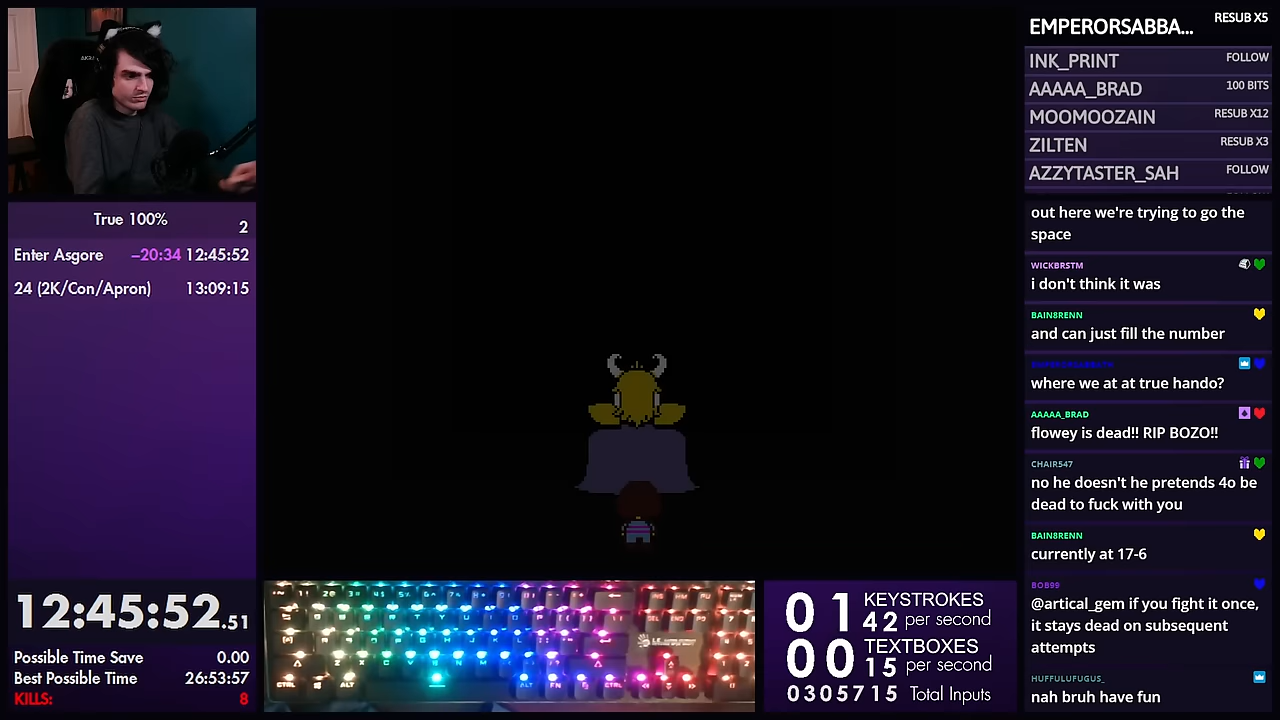 True 100%
2
Enter Asgore −20:34 12:45:52
24 (2K/Con/Apron) 13:09:15
12:45:52.51
Possible Time Save 0.00
Best Possible Time 26:53:57
KILLS: 8
01 KEYSTROKES
42 per second
00 TEXTBOXES
15 per second
0305715 Total Inputs
EMPERORSABBA... RESUB X5
INK_PRINT FOLLOW
AAAAA_BRAD 100 BITS
MOOMOOZAIN RESUB X12
ZILTEN RESUB X3
AZZYTASTER_SAH FOLLOW
out here we're trying to go the
space
WICKBRSTM
i don't think it was
BAIN8RENN
and can just fill the number
where we at at true hando?
AAAAA_BRAD
flowey is dead!! RIP BOZO!!
CHAIR547
no he doesn't he pretends 4o be
dead to fuck with you
BAIN8RENN
currently at 17-6
BOB99
@artical_gem if you fight it once,
it stays dead on subsequent
attempts
HUFFULUFUGUS_
nah bruh have fun